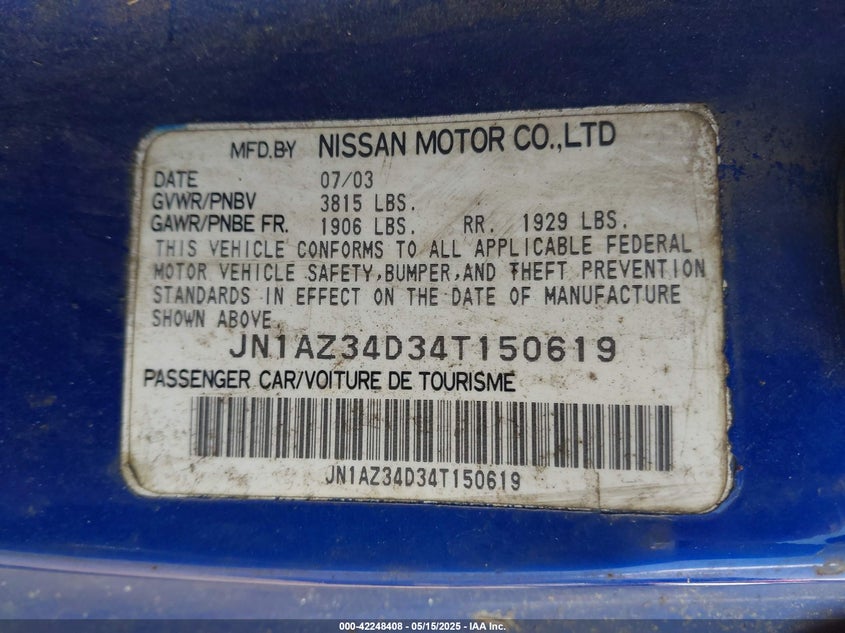 MFD.BY NISSAN MOTOR CO.,LTD
DATE 07/03
GVWR/PNBV 3815 LBS.
GAWR/PNBE FR. 1906 LBS. RR. 1929 LBS.
THIS VEHICLE CONFORMS TO ALL APPLICABLE FEDERAL
MOTOR VEHICLE SAFETY,BUMPER,AND THEFT PREVENTION
STANDARDS IN EFFECT ON THE DATE OF MANUFACTURE
SHOWN ABOVE.
JN1AZ34D34T150619
PASSENGER CAR/VOITURE DE TOURISME
JN1AZ34D34T150619
000-42248408 - 05/15/2025 - IAA Inc.